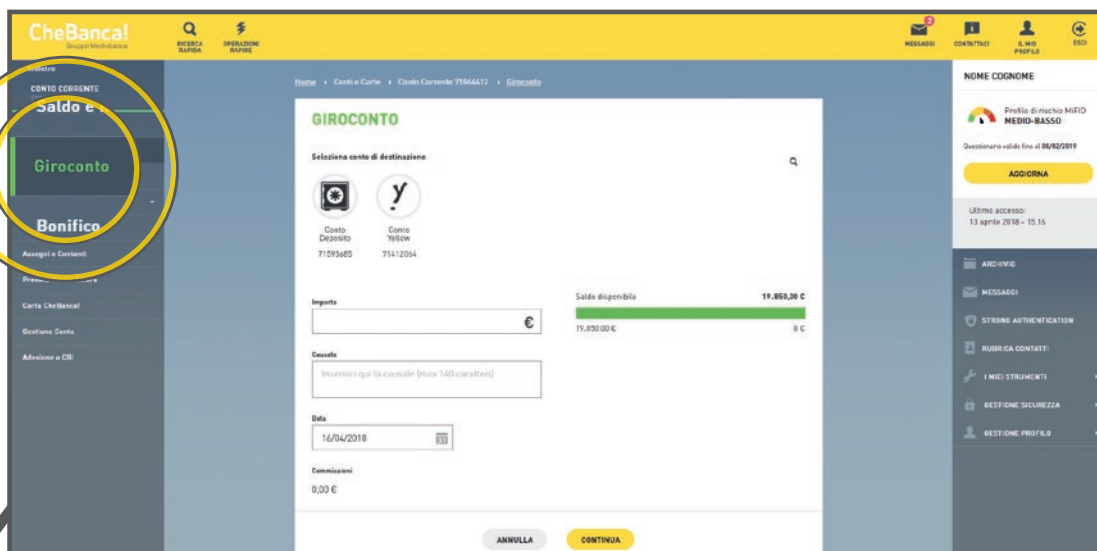 CheBanca!
Gruppo Mediobanca
RICERCA RAPIDA
OPERAZIONI RAPIDE
2
MESSAGGI
CONTATTACI
IL MIO PROFILO
ESCI
CONTO CORRENTE
Saldo e
Giroconto
Bonifico
Assegni e Contanti
Carta CheBanca!
Gestione Conto
Adesione a CBI
Home › Conti e Carte › Conto Corrente 71864412 › Giroconto
GIROCONTO
Seleziona conto di destinazione
Conto Deposito
71593685
y
Conto Yellow
71412064
Importo
€
Saldo disponibile 19.850,00 €
19.850,00 € 0 €
Causale
Inserisci qui la causale (max 140 caratteri)
Data
16/04/2018
31
Commissioni
0,00 €
ANNULLA
CONTINUA
NOME COGNOME
Profilo di rischio MiFID
MEDIO-BASSO
Questionario valido fino al 06/02/2019
AGGIORNA
Ultimo accesso:
13 aprile 2018 - 15.16
ARCHIVIO
MESSAGGI
STRONG AUTHENTICATION
RUBRICA CONTATTI
I MIEI STRUMENTI
GESTIONE SICUREZZA
GESTIONE PROFILO